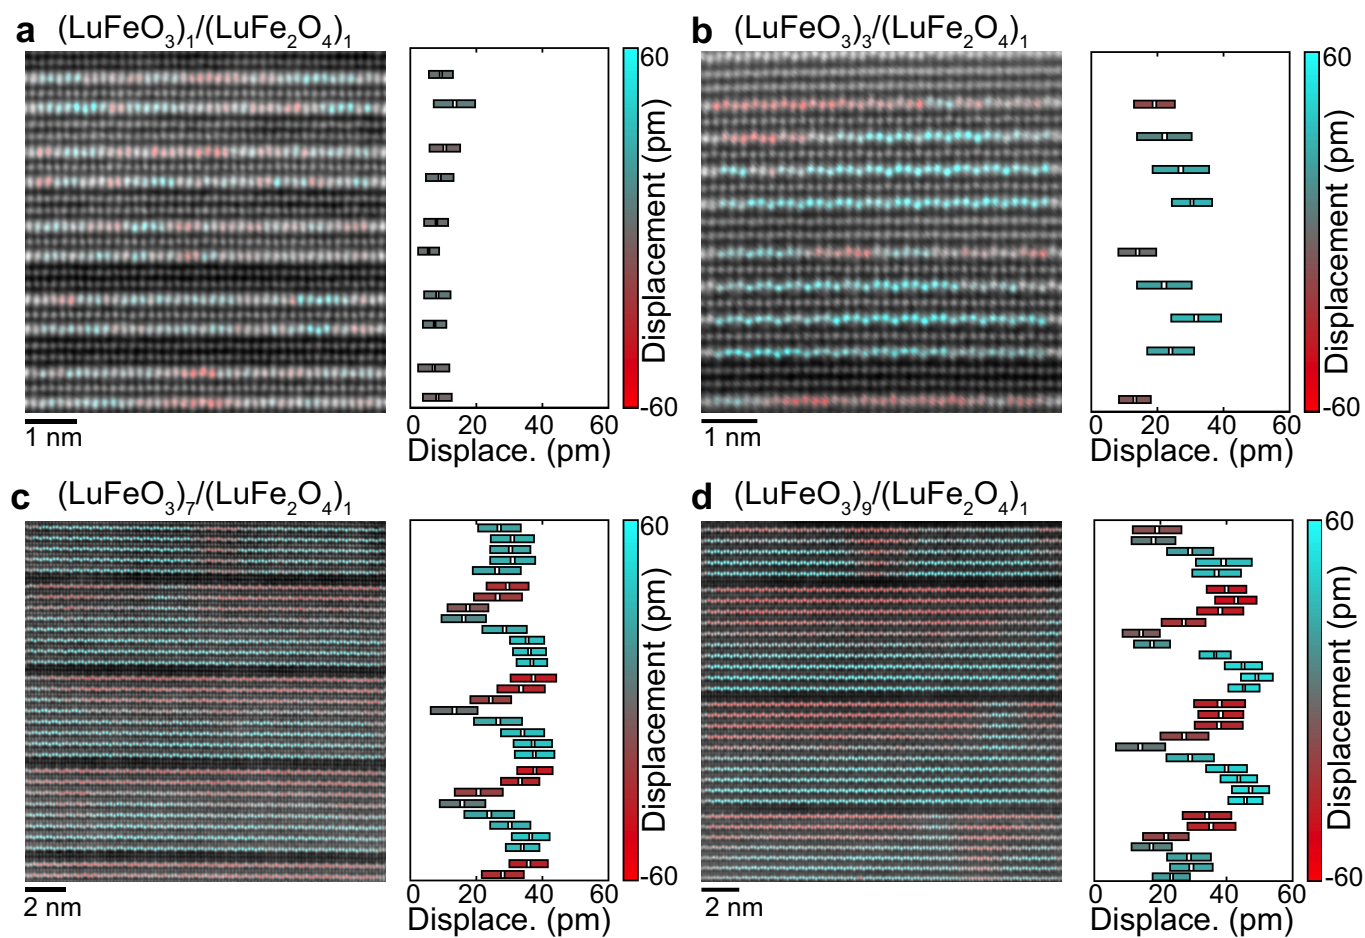 a (LuFeO3)1/(LuFe2O4)1
1 nm
0 20 40 60
Displace. (pm)
60
Displacement (pm)
-60
b (LuFeO3)3/(LuFe2O4)1
1 nm
0 20 40 60
Displace. (pm)
60
Displacement (pm)
-60
c (LuFeO3)7/(LuFe2O4)1
2 nm
0 20 40 60
Displace. (pm)
60
Displacement (pm)
-60
d (LuFeO3)9/(LuFe2O4)1
2 nm
0 20 40 60
Displace. (pm)
60
Displacement (pm)
-60